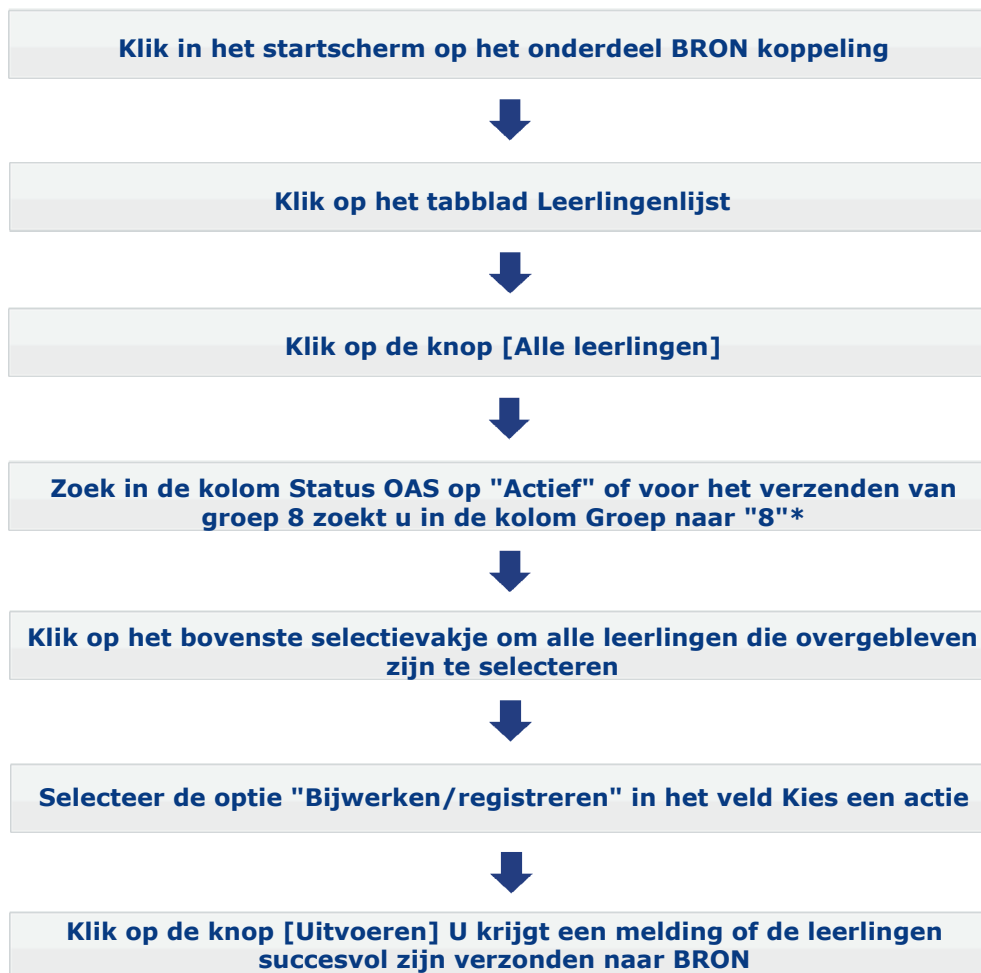 Klik in het startscherm op het onderdeel BRON koppeling
Klik op het tabblad Leerlingenlijst
Klik op de knop [Alle leerlingen]
Zoek in de kolom Status OAS op "Actief" of voor het verzenden van
groep 8 zoekt u in de kolom Groep naar "8"*
Klik op het bovenste selectievakje om alle leerlingen die overgebleven
zijn te selecteren
Selecteer de optie "Bijwerken/registreren" in het veld Kies een actie
Klik op de knop [Uitvoeren] U krijgt een melding of de leerlingen
succesvol zijn verzonden naar BRON